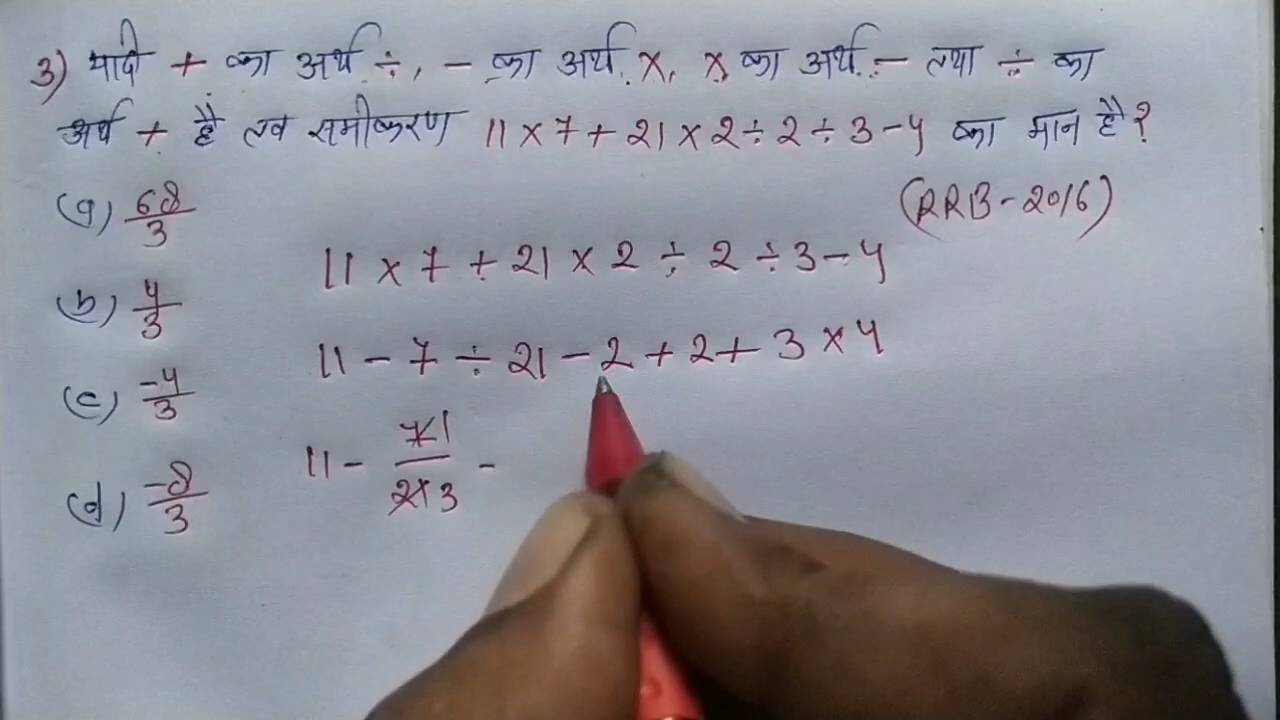 3) यादी + का अर्थ ÷, - का अर्थ x, x का अर्थ - तथा ÷ का
अर्थ + है तब समीकरण 11 x 7 + 21 x 2 ÷ 2 ÷ 3 - 4 का मान है?
(RRB - 2016)
(a) 68/3
(b) 4/3
(c) -4/3
(d) -8/3
11 x 7 + 21 x 2 ÷ 2 ÷ 3 - 4
11 - 7 ÷ 21 - 2 + 2 + 3 x 4
11 - 7 1 / 21 3 -